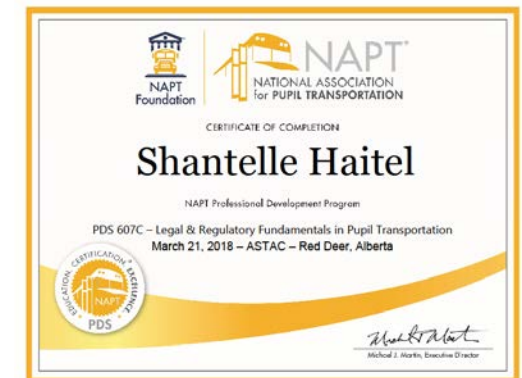 NAPT
Foundation
NAPT
NATIONAL ASSOCIATION
for PUPIL TRANSPORTATION
CERTIFICATE OF COMPLETION
Shantelle Haitel
NAPT Professional Development Program
PDS 607C – Legal & Regulatory Fundamentals in Pupil Transportation
March 21, 2018 – ASTAC – Red Deer, Alberta
EDUCATION. CERTIFICATION. EXCELLENCE.
NAPT
PDS
Michael J. Martin, Executive Director